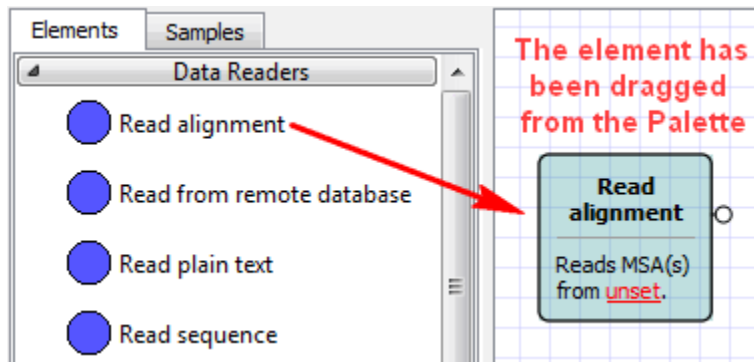 Elements
Samples
Data Readers
Read alignment
Read from remote database
Read plain text
Read sequence
The element has
been dragged
from the Palette
Read
alignment
Reads MSA(s)
from unset.